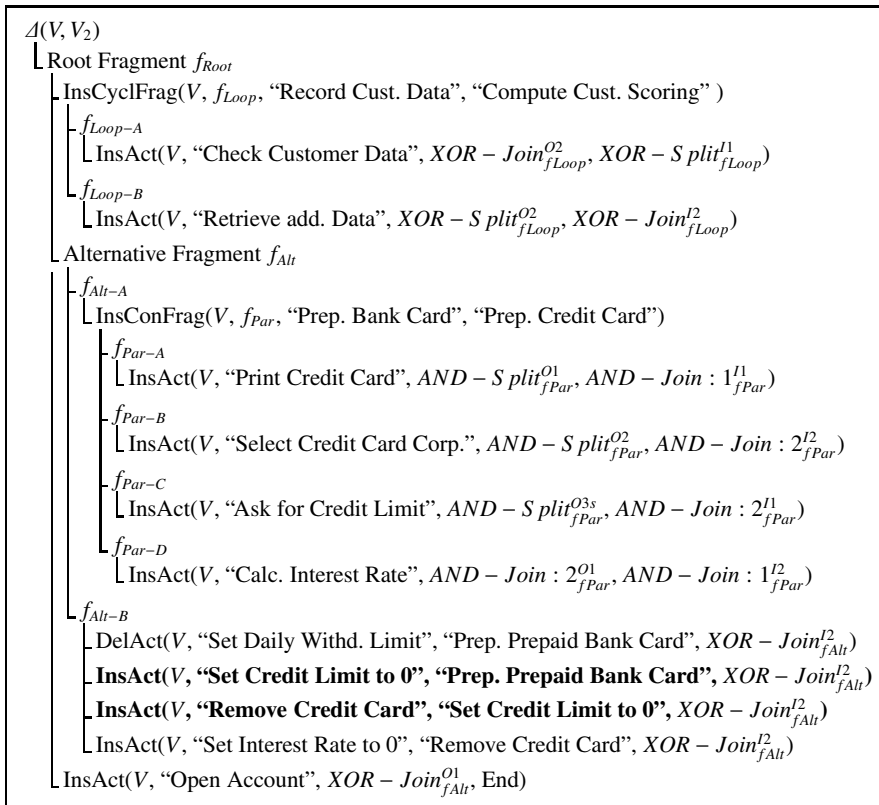 Δ(V, V₂)
Root Fragment f_Root
InsCyclFrag(V, f_Loop, “Record Cust. Data”, “Compute Cust. Scoring” )
f_Loop−A
InsAct(V, “Check Customer Data”, XOR − Join^O2_fLoop, XOR − S plit^I1_fLoop)
f_Loop−B
InsAct(V, “Retrieve add. Data”, XOR − S plit^O2_fLoop, XOR − Join^I2_fLoop)
Alternative Fragment f_Alt
f_Alt−A
InsConFrag(V, f_Par, “Prep. Bank Card”, “Prep. Credit Card”)
f_Par−A
InsAct(V, “Print Credit Card”, AND − S plit^O1_fPar, AND − Join : 1^I1_fPar)
f_Par−B
InsAct(V, “Select Credit Card Corp.”, AND − S plit^O2_fPar, AND − Join : 2^I2_fPar)
f_Par−C
InsAct(V, “Ask for Credit Limit”, AND − S plit^O3s_fPar, AND − Join : 2^I1_fPar)
f_Par−D
InsAct(V, “Calc. Interest Rate”, AND − Join : 2^O1_fPar, AND − Join : 1^I2_fPar)
f_Alt−B
DelAct(V, “Set Daily Withd. Limit”, “Prep. Prepaid Bank Card”, XOR − Join^I2_fAlt)
InsAct(V, “Set Credit Limit to 0”, “Prep. Prepaid Bank Card”, XOR − Join^I2_fAlt)
InsAct(V, “Remove Credit Card”, “Set Credit Limit to 0”, XOR − Join^I2_fAlt)
InsAct(V, “Set Interest Rate to 0”, “Remove Credit Card”, XOR − Join^I2_fAlt)
InsAct(V, “Open Account”, XOR − Join^O1_fAlt, End)